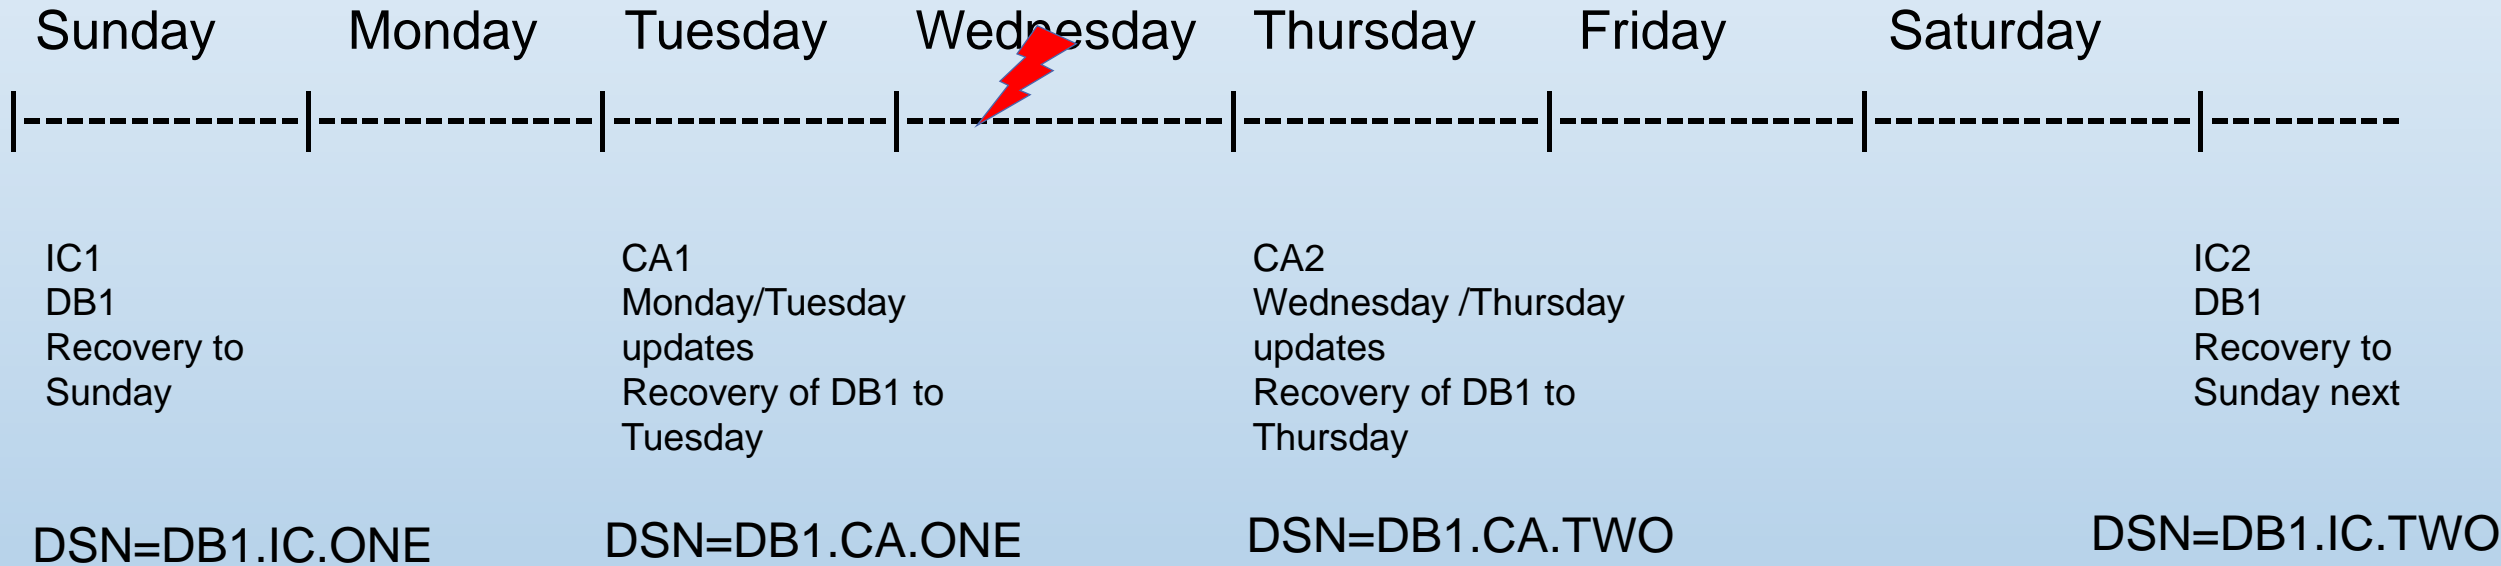 Sunday Monday Tuesday Wednesday Thursday Friday Saturday
IC1
DB1
Recovery to
Sunday
CA1
Monday/Tuesday
updates
Recovery of DB1 to
Tuesday
CA2
Wednesday /Thursday
updates
Recovery of DB1 to
Thursday
IC2
DB1
Recovery to
Sunday next
DSN=DB1.IC.ONE
DSN=DB1.CA.ONE
DSN=DB1.CA.TWO
DSN=DB1.IC.TWO